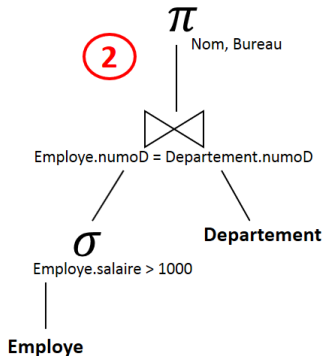 π
Nom, Bureau
2
Employe.numoD = Departement.numoD
σ
Departement
Employe.salaire > 1000
Employe